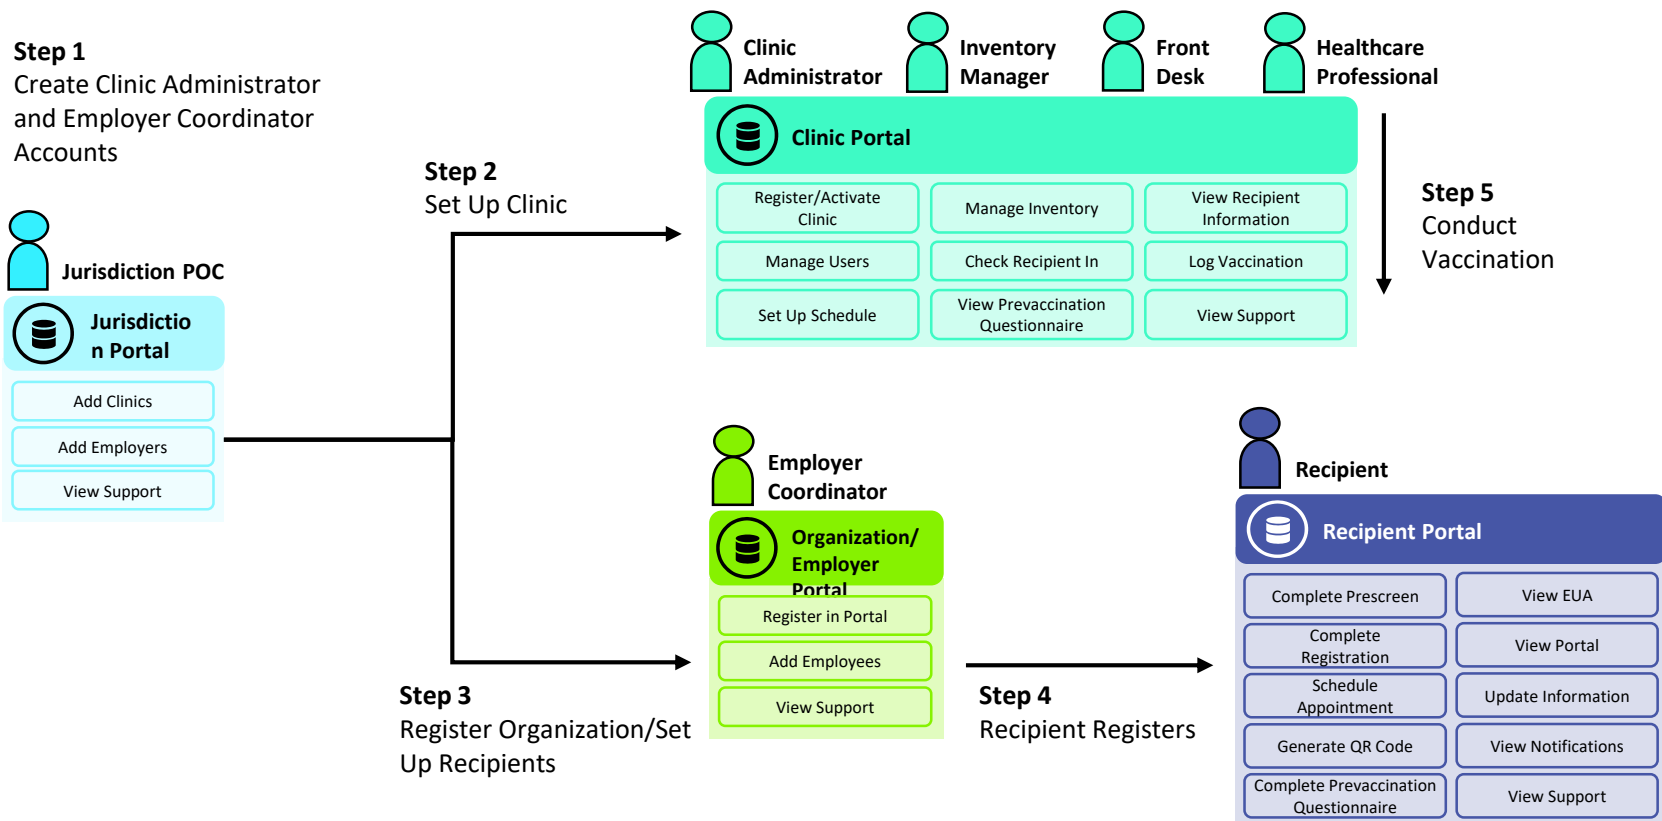 Step 1
Create Clinic Administrator
and Employer Coordinator
Accounts
Jurisdiction POC
Jurisdictio
n Portal
Add Clinics
Add Employers
View Support
Step 2
Set Up Clinic
Clinic
Administrator
Inventory
Manager
Front
Desk
Healthcare
Professional
Clinic Portal
Register/Activate
Clinic
Manage Inventory
View Recipient
Information
Manage Users
Check Recipient In
Log Vaccination
Set Up Schedule
View Prevaccination
Questionnaire
View Support
Step 5
Conduct
Vaccination
Step 3
Register Organization/Set
Up Recipients
Employer
Coordinator
Organization/
Employer
Portal
Register in Portal
Add Employees
View Support
Step 4
Recipient Registers
Recipient
Recipient Portal
Complete Prescreen
View EUA
Complete
Registration
View Portal
Schedule
Appointment
Update Information
Generate QR Code
View Notifications
Complete Prevaccination
Questionnaire
View Support